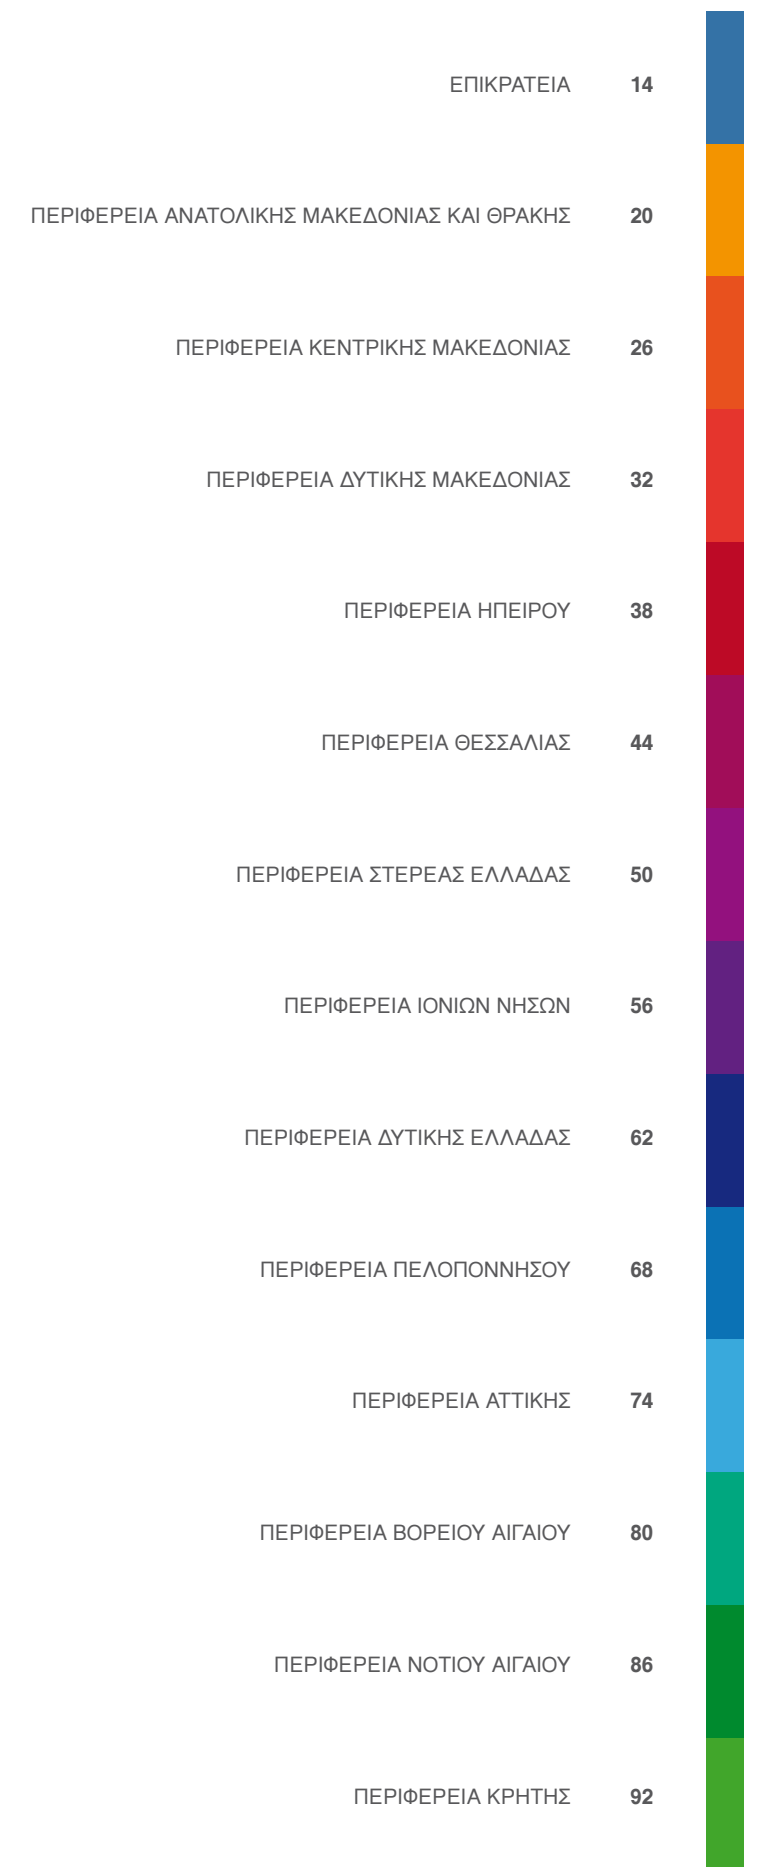 ΕΠΙΚΡΑΤΕΙΑ 14
ΠΕΡΙΦΕΡΕΙΑ ΑΝΑΤΟΛΙΚΗΣ ΜΑΚΕΔΟΝΙΑΣ ΚΑΙ ΘΡΑΚΗΣ 20
ΠΕΡΙΦΕΡΕΙΑ ΚΕΝΤΡΙΚΗΣ ΜΑΚΕΔΟΝΙΑΣ 26
ΠΕΡΙΦΕΡΕΙΑ ΔΥΤΙΚΗΣ ΜΑΚΕΔΟΝΙΑΣ 32
ΠΕΡΙΦΕΡΕΙΑ ΗΠΕΙΡΟΥ 38
ΠΕΡΙΦΕΡΕΙΑ ΘΕΣΣΑΛΙΑΣ 44
ΠΕΡΙΦΕΡΕΙΑ ΣΤΕΡΕΑΣ ΕΛΛΑΔΑΣ 50
ΠΕΡΙΦΕΡΕΙΑ ΙΟΝΙΩΝ ΝΗΣΩΝ 56
ΠΕΡΙΦΕΡΕΙΑ ΔΥΤΙΚΗΣ ΕΛΛΑΔΑΣ 62
ΠΕΡΙΦΕΡΕΙΑ ΠΕΛΟΠΟΝΝΗΣΟΥ 68
ΠΕΡΙΦΕΡΕΙΑ ΑΤΤΙΚΗΣ 74
ΠΕΡΙΦΕΡΕΙΑ ΒΟΡΕΙΟΥ ΑΙΓΑΙΟΥ 80
ΠΕΡΙΦΕΡΕΙΑ ΝΟΤΙΟΥ ΑΙΓΑΙΟΥ 86
ΠΕΡΙΦΕΡΕΙΑ ΚΡΗΤΗΣ 92